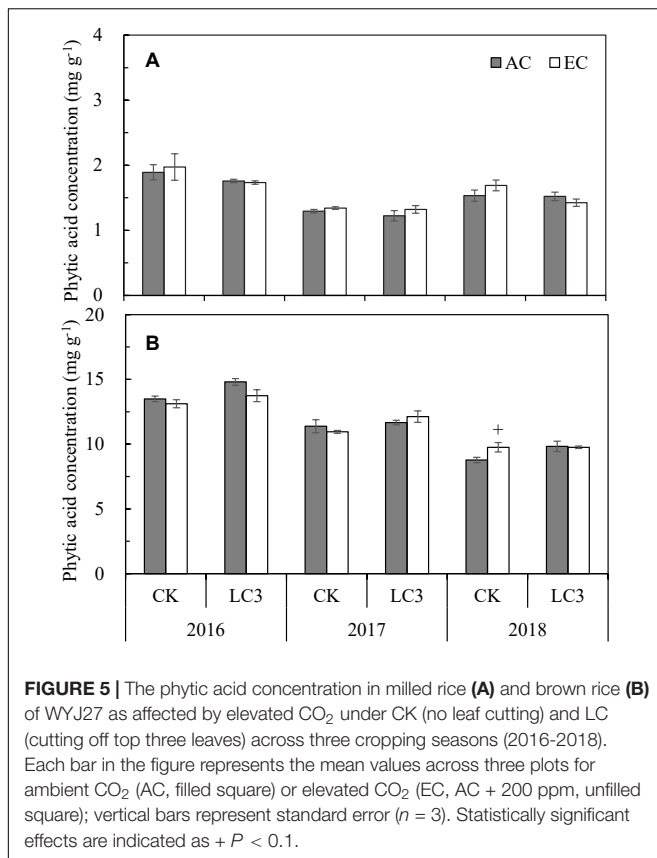 4
A
AC EC
3
2
1
0
Phytic acid concentration (mg g⁻¹)
20
B
15
10
5
0
Phytic acid concentration (mg g⁻¹)
+
CK LC3 CK LC3 CK LC3
2016 2017 2018
FIGURE 5 | The phytic acid concentration in milled rice (A) and brown rice (B)
of WYJ27 as affected by elevated CO₂ under CK (no leaf cutting) and LC
(cutting off top three leaves) across three cropping seasons (2016-2018).
Each bar in the figure represents the mean values across three plots for
ambient CO₂ (AC, filled square) or elevated CO₂ (EC, AC + 200 ppm, unfilled
square); vertical bars represent standard error (n = 3). Statistically significant
effects are indicated as + P < 0.1.